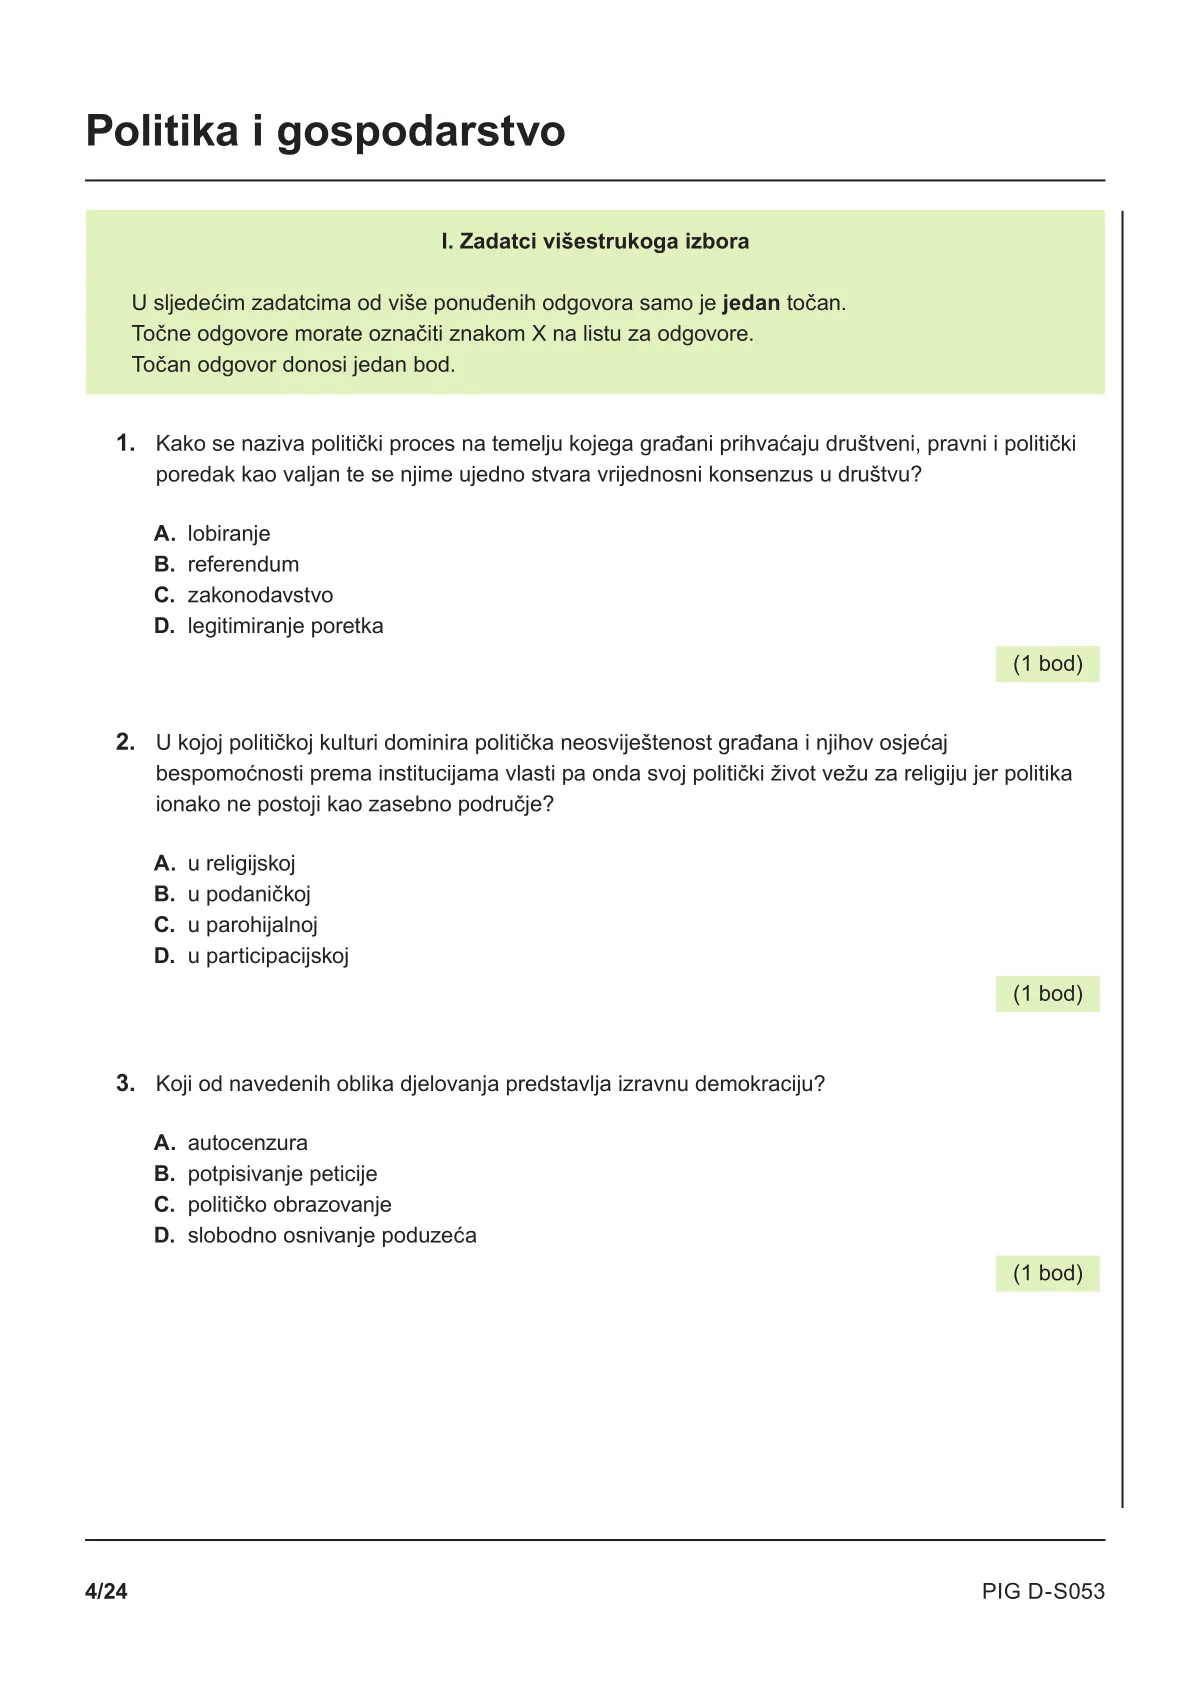 Politika i gospodarstvo
I. Zadatci višestrukoga izbora
U sljedećim zadatcima od više ponuđenih odgovora samo je jedan točan.
Točne odgovore morate označiti znakom X na listu za odgovore.
Točan odgovor donosi jedan bod.
1. Kako se naziva politički proces na temelju kojega građani prihvaćaju društveni, pravni i politički
poredak kao valjan te se njime ujedno stvara vrijednosni konsenzus u društvu?
A. lobiranje
B. referendum
C. zakonodavstvo
D. legitimiranje poretka
(1 bod)
2. U kojoj političkoj kulturi dominira politička neosviještenost građana i njihov osjećaj
bespomoćnosti prema institucijama vlasti pa onda svoj politički život vežu za religiju jer politika
ionako ne postoji kao zasebno područje?
A. u religijskoj
B. u podaničkoj
C. u parohijalnoj
D. u participacijskoj
(1 bod)
3. Koji od navedenih oblika djelovanja predstavlja izravnu demokraciju?
A. autocenzura
B. potpisivanje peticije
C. političko obrazovanje
D. slobodno osnivanje poduzeća
(1 bod)
4/24
PIG D-S053